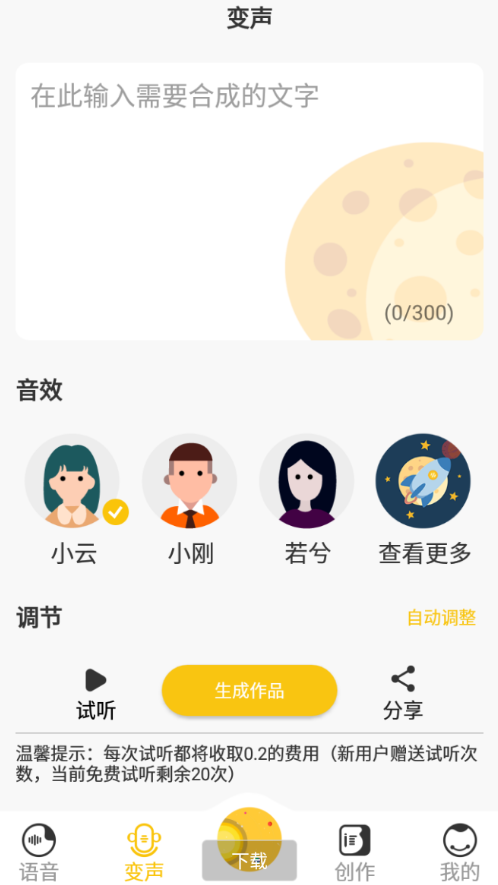 变声
在此输入需要合成的文字
(0/300)
音效
小云 小刚 若兮 查看更多
调节 自动调整
生成作品
试听 分享
温馨提示：每次试听都将收取0.2的费用（新用户赠送试听次
数，当前免费试听剩余20次）
下载
语音 变声 创作 我的